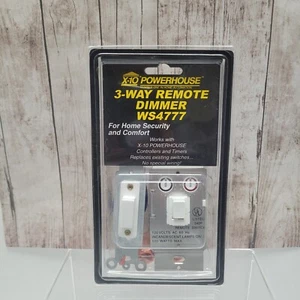 X-10 POWERHOUSE
3-WAY REMOTE
DIMMER
WS4777
For Home Security
and Comfort
Works with
X-10 POWERHOUSE
Controllers and Timers
Replaces existing switches...
No special wiring!